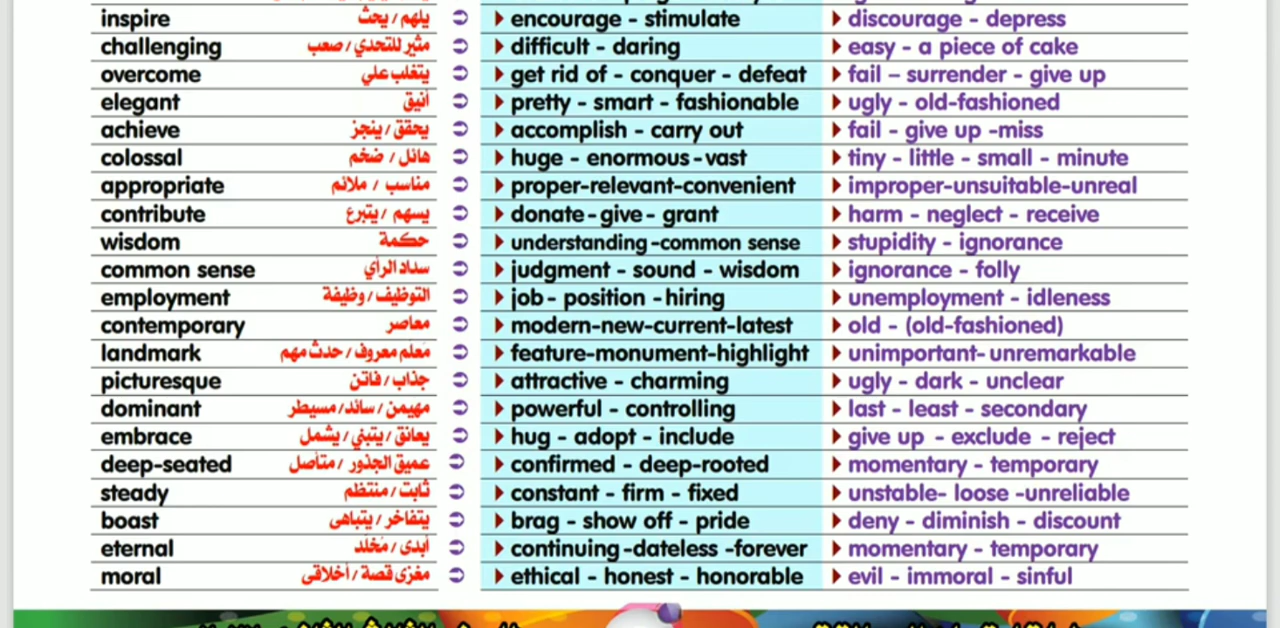 inspire يلهم / يحث ➲ encourage - stimulate discourage - depress
challenging مثير للتحدي / صعب ➲ difficult - daring easy - a piece of cake
overcome يتغلب علي ➲ get rid of - conquer - defeat fail – surrender - give up
elegant أنيق ➲ pretty - smart - fashionable ugly - old-fashioned
achieve يحقق / ينجز ➲ accomplish - carry out fail - give up -miss
colossal هائل / ضخم ➲ huge - enormous - vast tiny - little - small - minute
appropriate مناسب / ملائم ➲ proper-relevant-convenient improper-unsuitable-unreal
contribute يسهم / يتبرع ➲ donate - give - grant harm - neglect - receive
wisdom حكمة ➲ understanding -common sense stupidity - ignorance
common sense سداد الرأي ➲ judgment - sound - wisdom ignorance - folly
employment التوظيف / وظيفة ➲ job - position - hiring unemployment - idleness
contemporary معاصر ➲ modern-new-current-latest old - (old-fashioned)
landmark مَعلم معروف / حدث مهم ➲ feature-monument-highlight unimportant- unremarkable
picturesque جذاب / فاتن ➲ attractive - charming ugly - dark - unclear
dominant مهيمن / سائد / مسيطر ➲ powerful - controlling last - least - secondary
embrace يعانق / يتبني / يشمل ➲ hug - adopt - include give up - exclude - reject
deep-seated عميق الجذور / متأصل ➲ confirmed - deep-rooted momentary - temporary
steady ثابت / منتظم ➲ constant - firm - fixed unstable- loose -unreliable
boast يتفاخر / يتباهى ➲ brag - show off - pride deny - diminish - discount
eternal أبدى / مُخلد ➲ continuing -dateless -forever momentary - temporary
moral مغزى قصة / أخلاقى ➲ ethical - honest - honorable evil - immoral - sinful